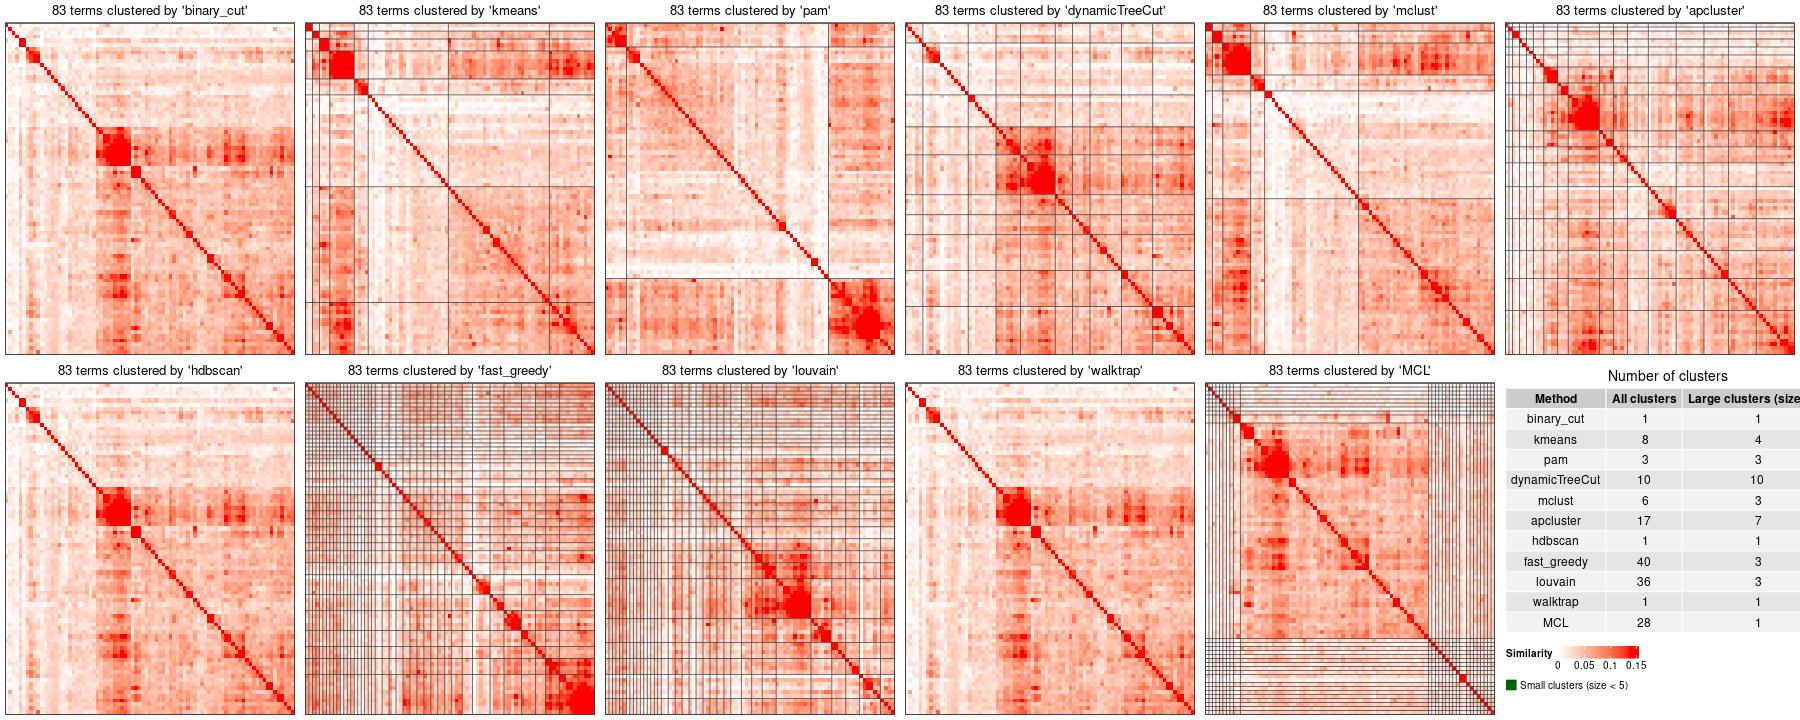 83 terms clustered by 'binary_cut'
83 terms clustered by 'kmeans'
83 terms clustered by 'pam'
83 terms clustered by 'dynamicTreeCut'
83 terms clustered by 'mclust'
83 terms clustered by 'apcluster'
83 terms clustered by 'hdbscan'
83 terms clustered by 'fast_greedy'
83 terms clustered by 'louvain'
83 terms clustered by 'walktrap'
83 terms clustered by 'MCL'
Number of clusters
Method All clusters Large clusters (size
binary_cut 1 1
kmeans 8 4
pam 3 3
dynamicTreeCut 10 10
mclust 6 3
apcluster 17 7
hdbscan 1 1
fast_greedy 40 3
louvain 36 3
walktrap 1 1
MCL 28 1
Similarity
0 0.05 0.1 0.15
Small clusters (size < 5)